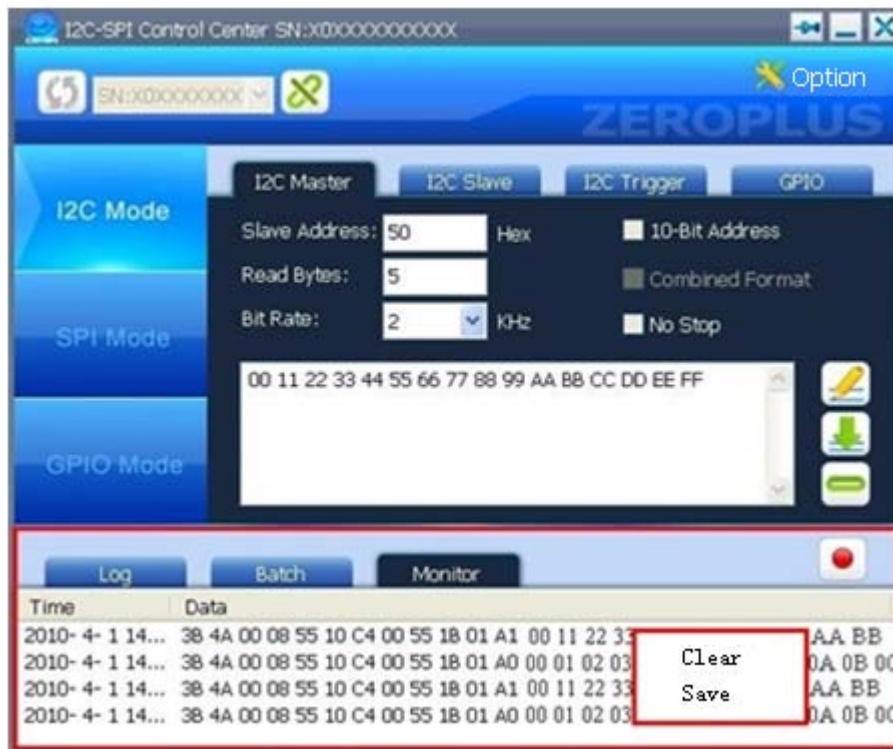 I2C-SPI Control Center SN:X0XXXXXXXXXX
SN:X0XXXXXXXX
Option
ZEROPLUS
I2C Mode
SPI Mode
GPIO Mode
I2C Master I2C Slave I2C Trigger GPIO
Slave Address: 50 Hex 10-Bit Address
Read Bytes: 5 Combined Format
Bit Rate: 2 KHz No Stop
00 11 22 33 44 55 66 77 88 99 AA BB CC DD EE FF
Log Batch Monitor
Time Data
2010- 4- 1 14... 3B 4A 00 08 55 10 C4 00 55 1B 01 A1 00 11 22 33 AA BB
2010- 4- 1 14... 3B 4A 00 08 55 10 C4 00 55 1B 01 A0 00 01 02 03 0A 0B 0C
2010- 4- 1 14... 3B 4A 00 08 55 10 C4 00 55 1B 01 A1 00 11 22 33 AA BB
2010- 4- 1 14... 3B 4A 00 08 55 10 C4 00 55 1B 01 A0 00 01 02 03 0A 0B 0C
Clear
Save